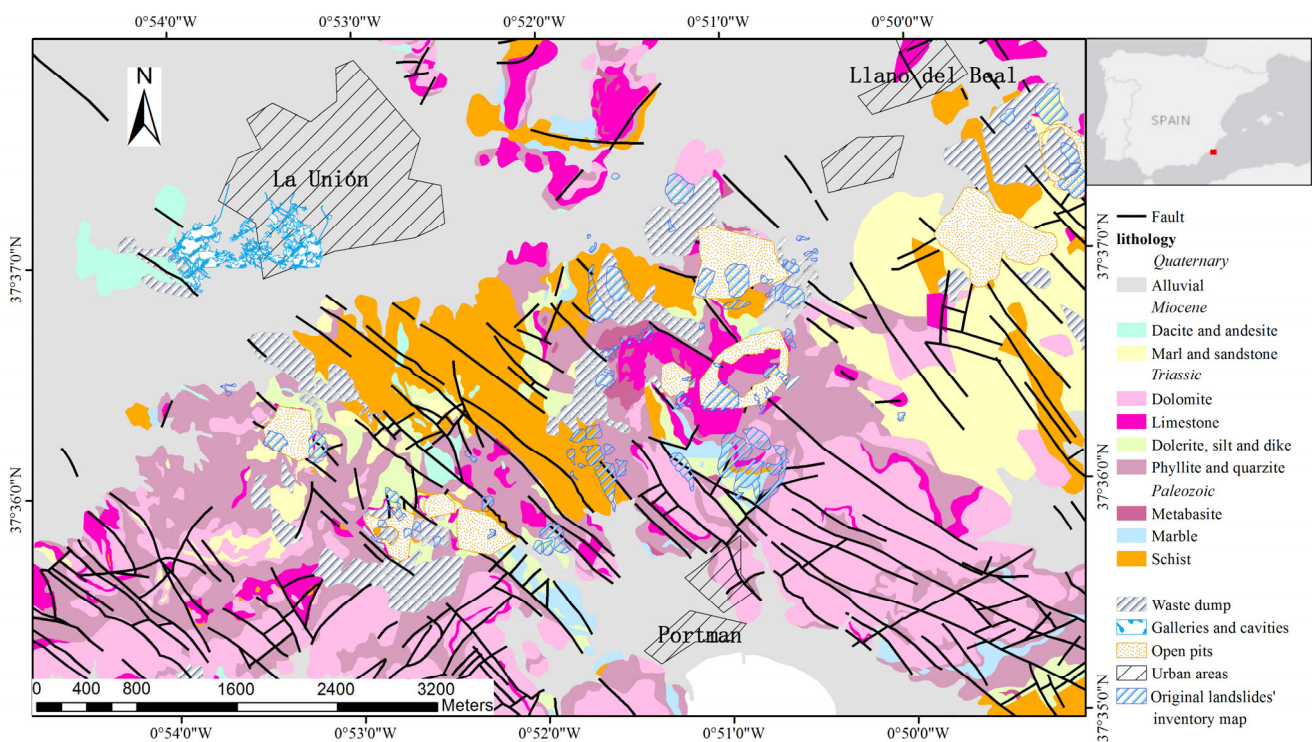 0°54'0"W 0°53'0"W 0°52'0"W 0°51'0"W 0°50'0"W
N
La Unión
Llano del Beal
Portman
37°37'0"N
37°36'0"N
37°37'0"N
37°36'0"N
37°35'0"N
0 400 800 1600 2400 3200
Meters
0°54'0"W 0°53'0"W 0°52'0"W 0°51'0"W 0°50'0"W
SPAIN
Fault
lithology
Quaternary
Alluvial
Miocene
Dacite and andesite
Marl and sandstone
Triassic
Dolomite
Limestone
Dolerite, silt and dike
Phyllite and quarzite
Paleozoic
Metabasite
Marble
Schist
Waste dump
Galleries and cavities
Open pits
Urban areas
Original landslides'
inventory map